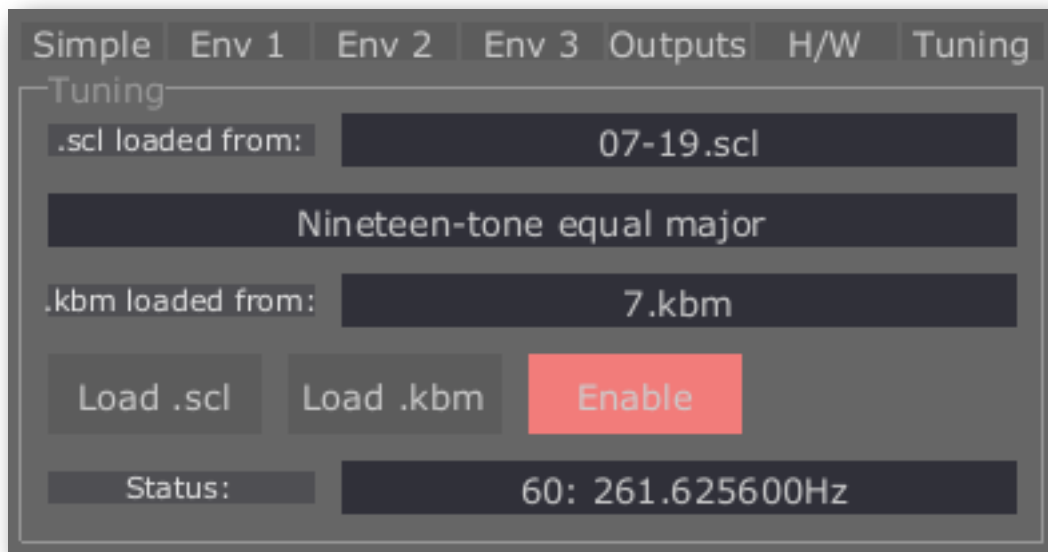 Simple Env 1 Env 2 Env 3 Outputs H/W Tuning
Tuning
.scl loaded from: 07-19.scl
Nineteen-tone equal major
.kbm loaded from: 7.kbm
Load .scl Load .kbm Enable
Status: 60: 261.625600Hz